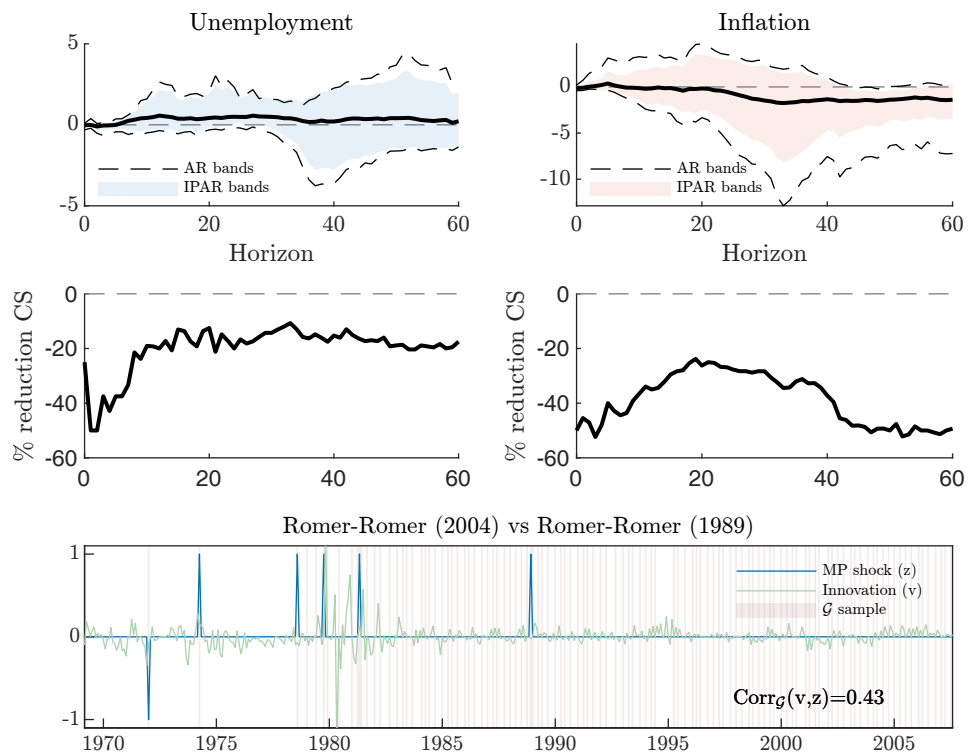 Unemployment
5
0
-5
AR bands
IPAR bands
0
20
40
60
Horizon
Inflation
0
-5
-10
AR bands
IPAR bands
0
20
40
60
Horizon
% reduction CS
0
-20
-40
-60
0
20
40
60
% reduction CS
0
-20
-40
-60
0
20
40
60
Romer-Romer (2004) vs Romer-Romer (1989)
1
0
-1
MP shock (z)
Innovation (v)
𝒢 sample
Corr𝒢(v,z)=0.43
1970
1975
1980
1985
1990
1995
2000
2005